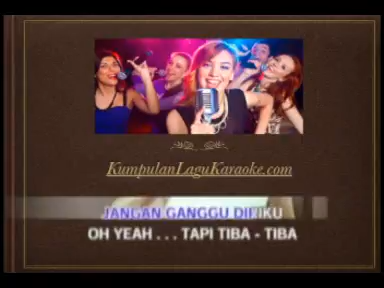 KumpulanLaguKaraoke.com
JANGAN GANGGU DIRIKU
OH YEAH . . . TAPI TIBA - TIBA